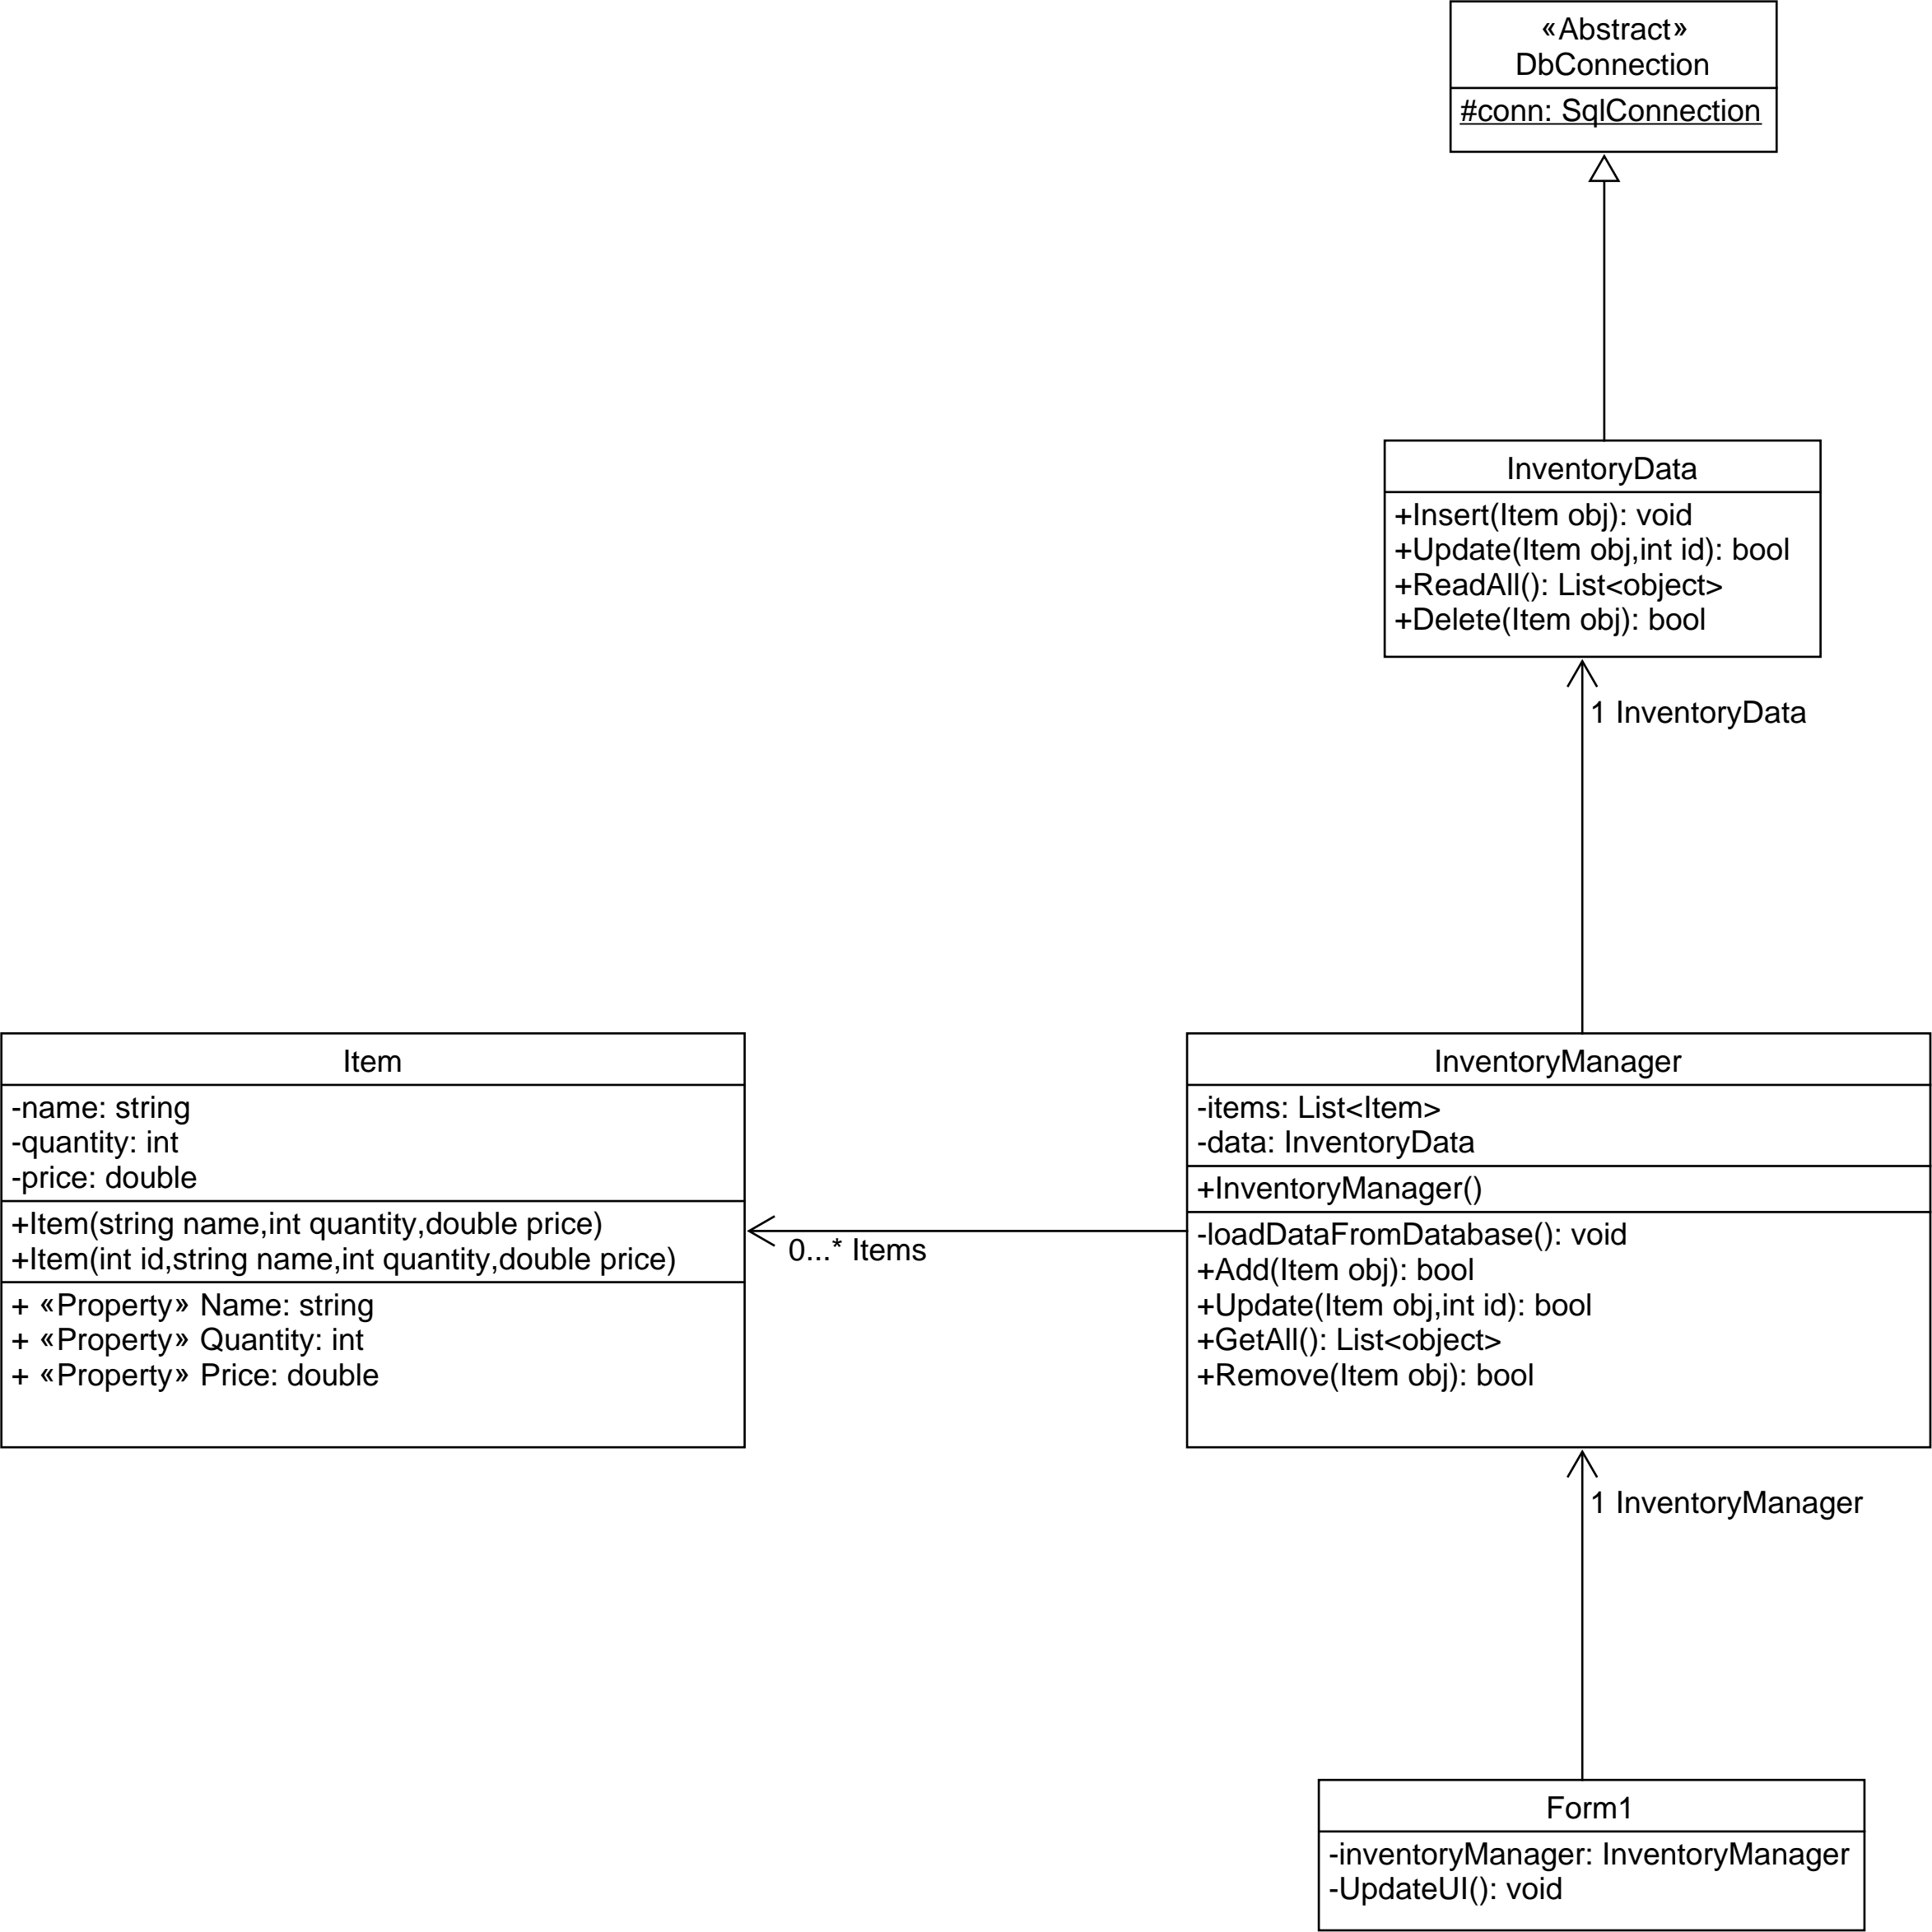 «Abstract»
DbConnection
#conn: SqlConnection
InventoryData
+Insert(Item obj): void
+Update(Item obj,int id): bool
+ReadAll(): List<object>
+Delete(Item obj): bool
1 InventoryData
Item
-name: string
-quantity: int
-price: double
+Item(string name,int quantity,double price)
+Item(int id,string name,int quantity,double price)
+ «Property» Name: string
+ «Property» Quantity: int
+ «Property» Price: double
0...* Items
InventoryManager
-items: List<Item>
-data: InventoryData
+InventoryManager()
-loadDataFromDatabase(): void
+Add(Item obj): bool
+Update(Item obj,int id): bool
+GetAll(): List<object>
+Remove(Item obj): bool
1 InventoryManager
Form1
-inventoryManager: InventoryManager
-UpdateUI(): void